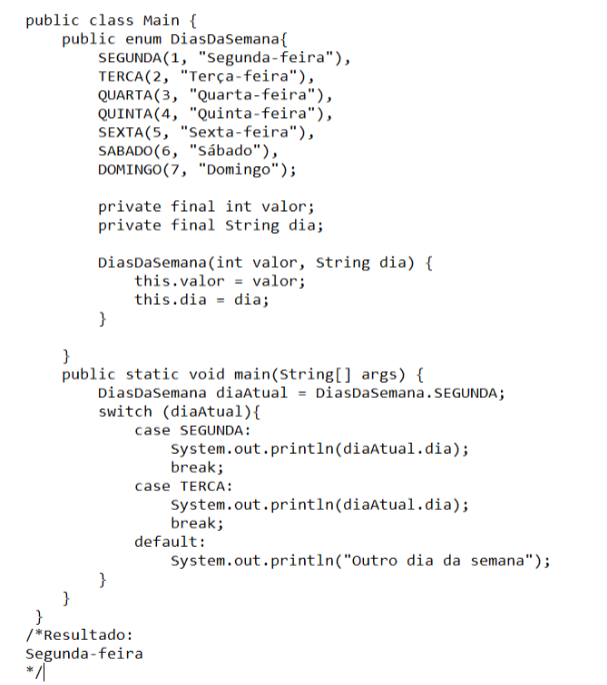 public class Main {
    public enum DiasDaSemana{
        SEGUNDA(1, "Segunda-feira"),
        TERCA(2, "Terça-feira"),
        QUARTA(3, "Quarta-feira"),
        QUINTA(4, "Quinta-feira"),
        SEXTA(5, "Sexta-feira"),
        SABADO(6, "Sábado"),
        DOMINGO(7, "Domingo");

        private final int valor;
        private final String dia;

        DiasDaSemana(int valor, String dia) {
            this.valor = valor;
            this.dia = dia;
        }

    }
    public static void main(String[] args) {
        DiasDaSemana diaAtual = DiasDaSemana.SEGUNDA;
        switch (diaAtual){
            case SEGUNDA:
                System.out.println(diaAtual.dia);
                break;
            case TERCA:
                System.out.println(diaAtual.dia);
                break;
            default:
                System.out.println("Outro dia da semana");
        }
    }
 }
/*Resultado:
Segunda-feira
*/